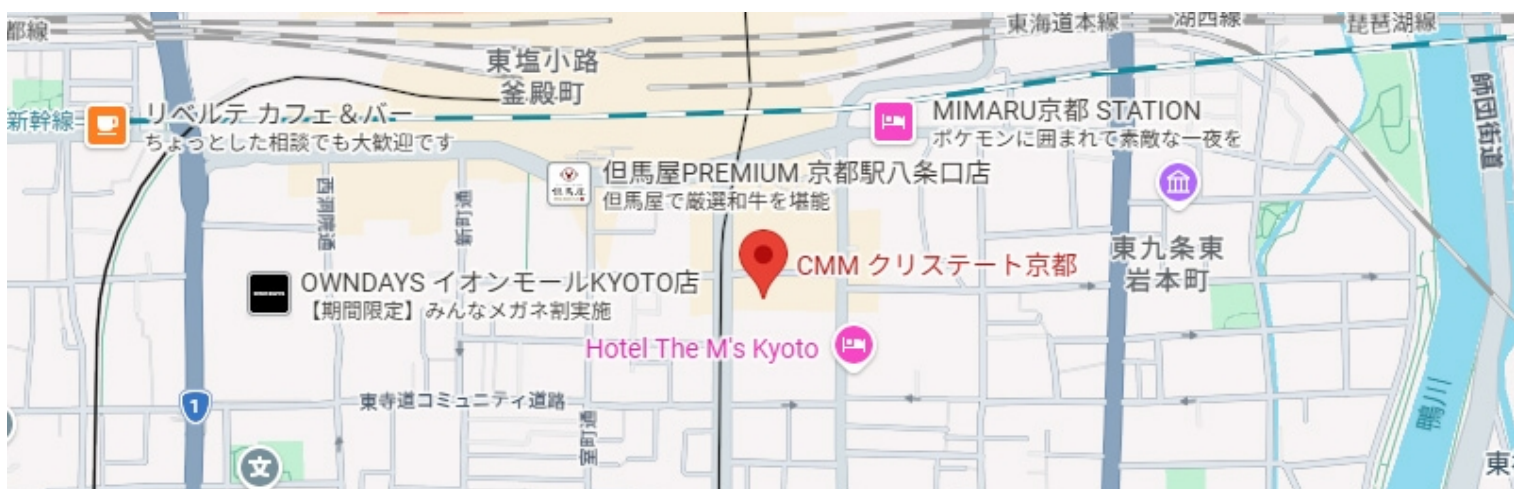 都線
東海道本線
湖西線
琵琶湖線
東塩小路
釜殿町
新幹線
リベルテ カフェ＆バー
ちょっとした相談でも大歓迎です
MIMARU京都 STATION
ポケモンに囲まれて素敵な一夜を
師団街道
但馬屋PREMIUM 京都駅八条口店
但馬屋で厳選和牛を堪能
但馬屋
西洞院通
新町通
CMM クリステート京都
東九条東
岩本町
OWNDAYS イオンモールKYOTO店
【期間限定】みんなメガネ割実施
Hotel The M's Kyoto
1
東寺道コミュニティ道路
室町通
鴨川
文